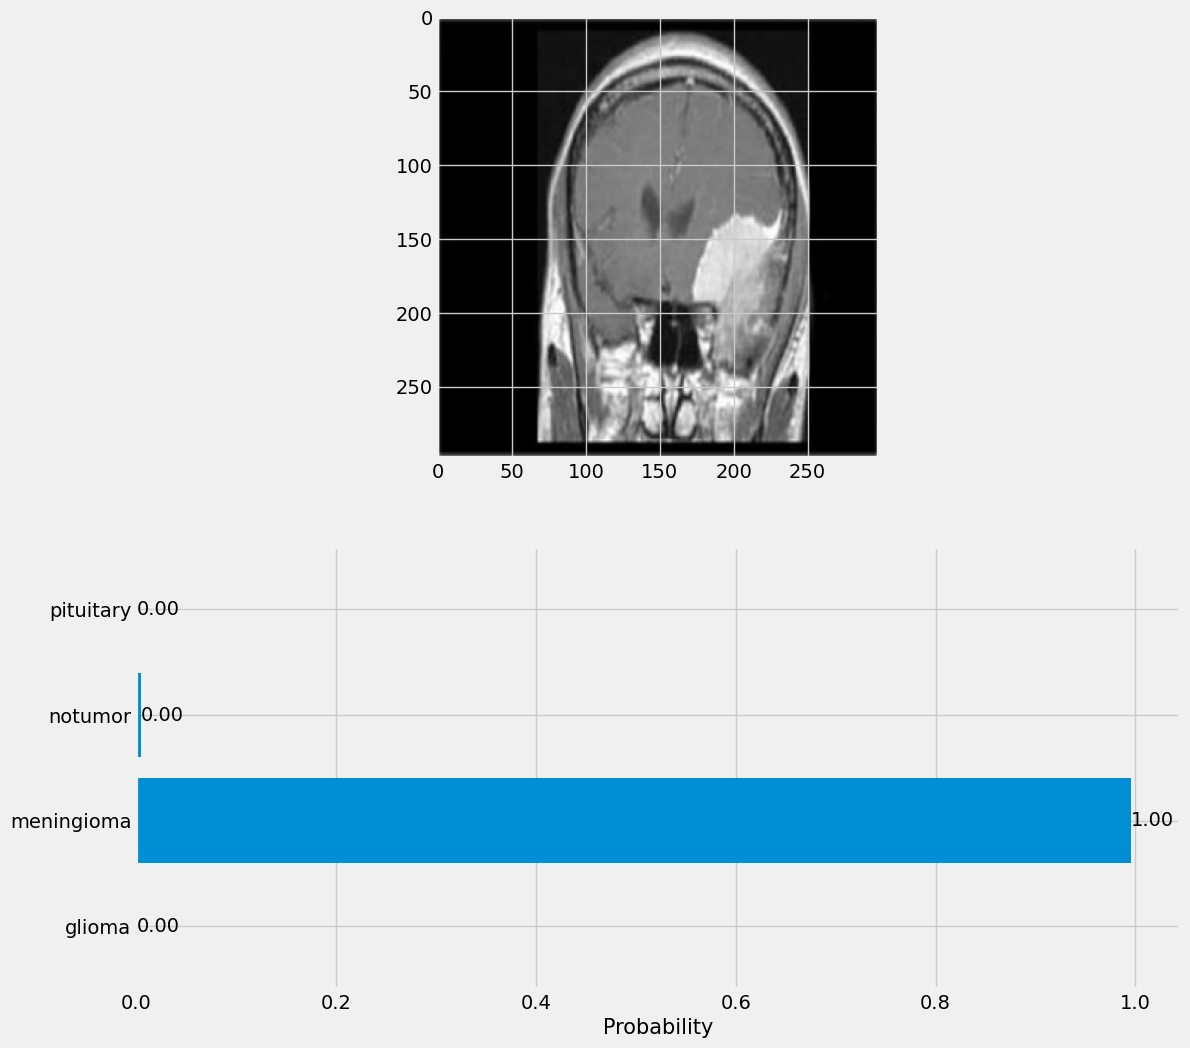 0
50
100
150
200
250
0 50 100 150 200 250
pituitary 0.00
notumor 0.00
meningioma 1.00
glioma 0.00
0.0 0.2 0.4 0.6 0.8 1.0
Probability